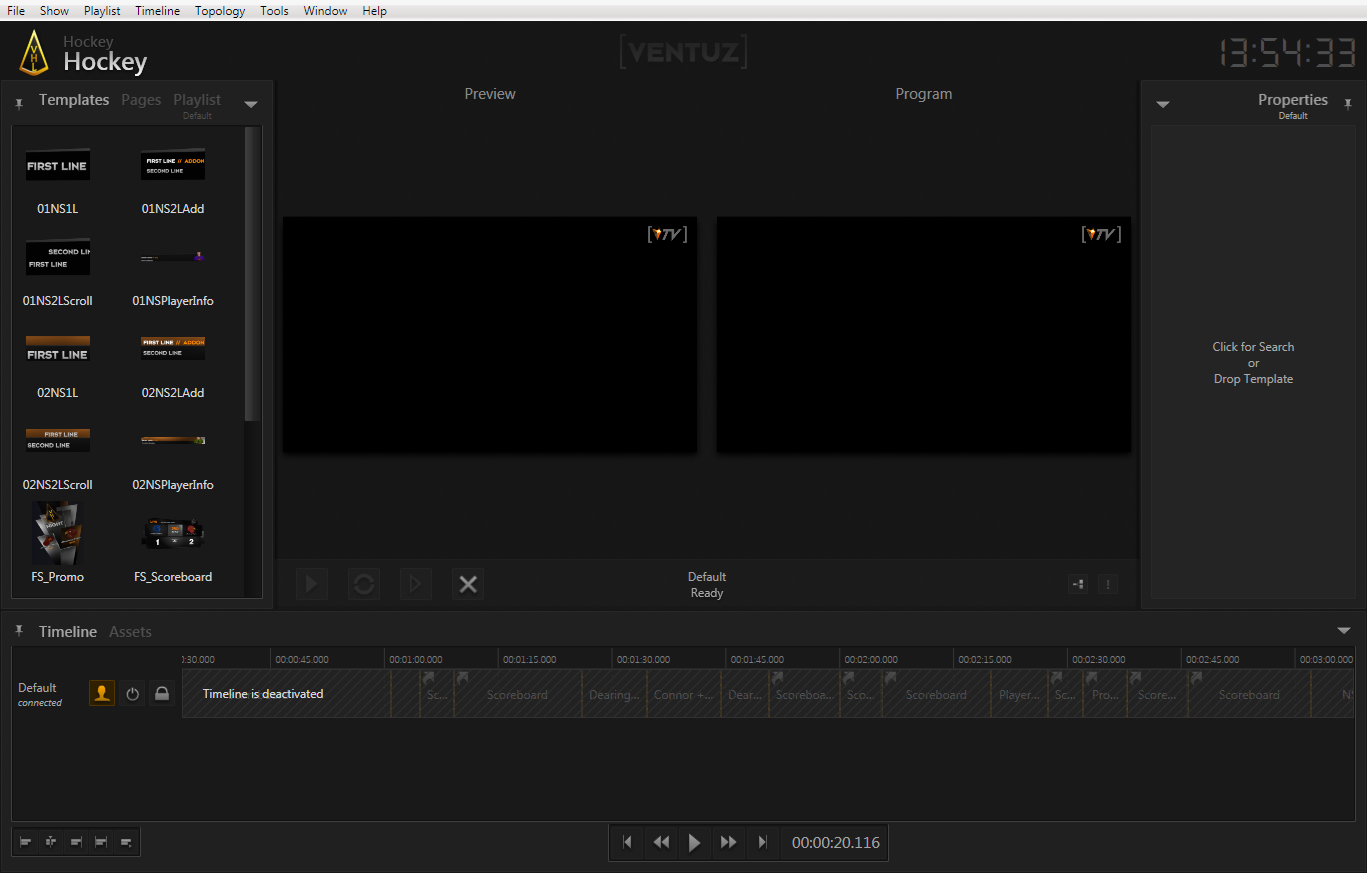 File Show Playlist Timeline Topology Tools Window Help
Hockey
Hockey
[VENTUZ]
13:54:33
Templates Pages Playlist
Default
Preview
Program
Properties
Default
FIRST LINE
FIRST LINE // ADDON
SECOND LINE
01NS1L
01NS2LAdd
SECOND LIN
FIRST LINE
01NS2LScroll
01NSPlayerInfo
FIRST LINE
FIRST LINE // ADDON
SECOND LINE
02NS1L
02NS2LAdd
FIRST LINE
SECOND LINE
02NS2LScroll
02NSPlayerInfo
1 2
FS_Promo
FS_Scoreboard
[TV]
[TV]
Click for Search
or
Drop Template
Default
Ready
Timeline Assets
0:30.000 00:00:45.000 00:01:00.000 00:01:15.000 00:01:30.000 00:01:45.000 00:02:00.000 00:02:15.000 00:02:30.000 00:02:45.000 00:03:00.000
Default
connected
Timeline is deactivated
Sc... Scoreboard Dearing... Connor +... Dear... Scoreboa... Sco... Scoreboard Player... Sc... Pro... Score... Scoreboard NS
00:00:20.116